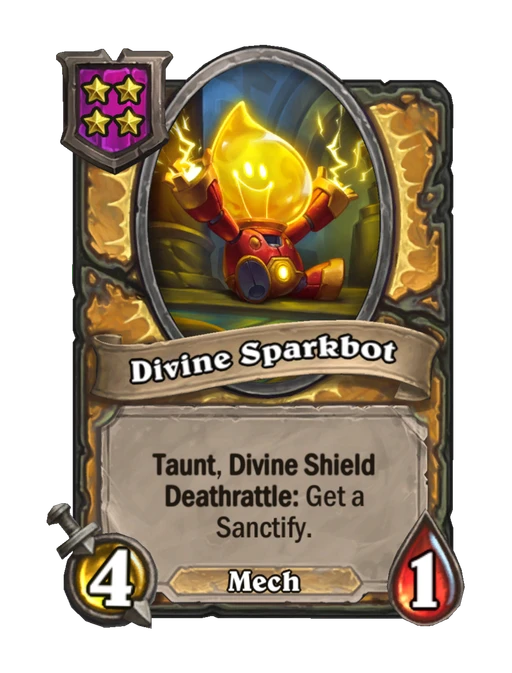 Divine Sparkbot
Taunt, Divine Shield
Deathrattle: Get a
Sanctify.
4
Mech
1